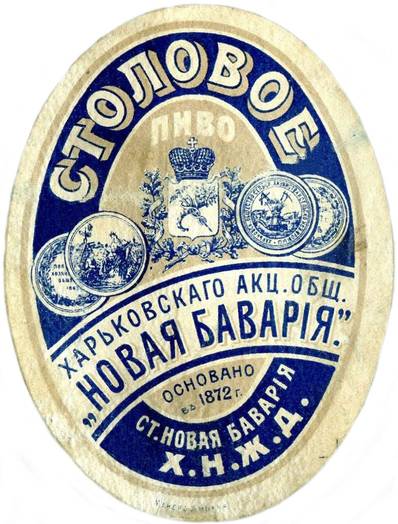 СТОЛОВОЕ
ПИВО
ХАРЬКОВСКАГО АКЦ. ОБЩ.
„НОВАЯ БАВАРІЯ.”
ОСНОВАНО
въ 1872 г.
СТ. НОВАЯ БАВАРІЯ
Х.Н.Ж.Д.